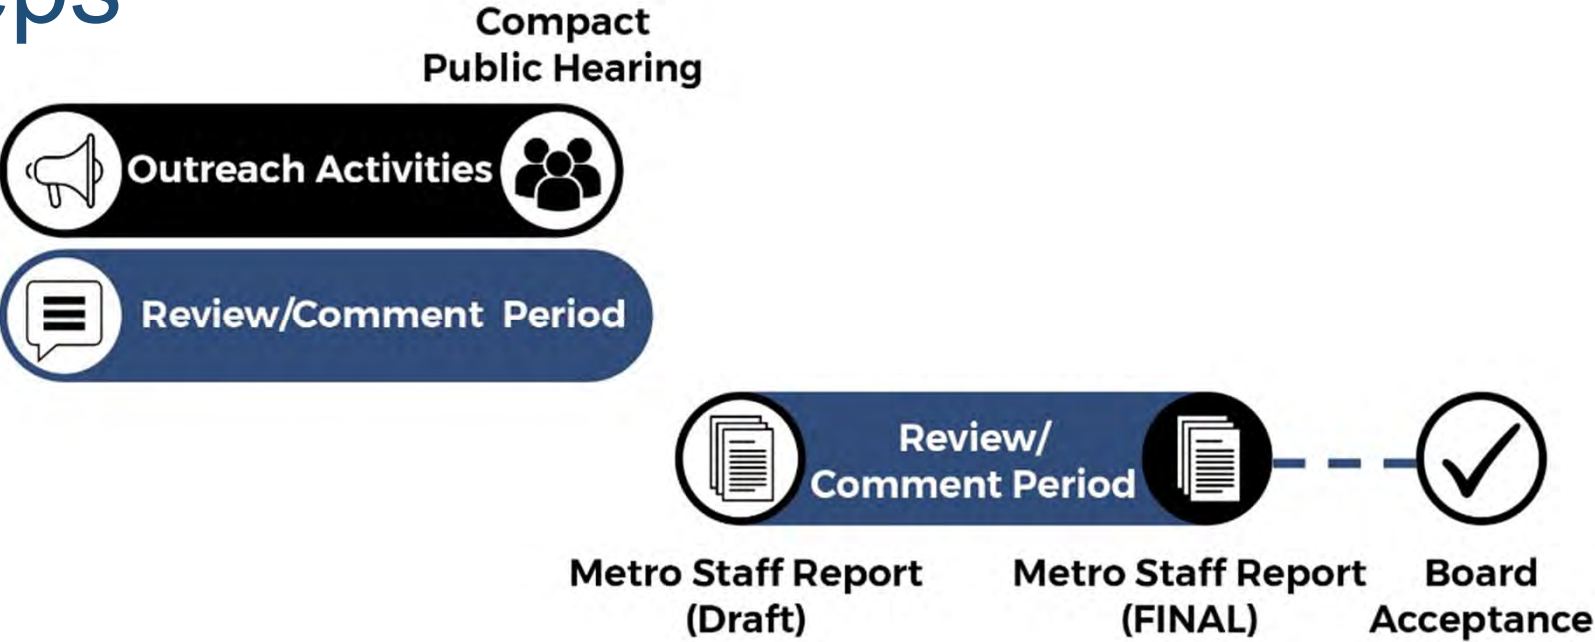 Compact
Public Hearing
Outreach Activities
Review/Comment Period
Review/
Comment Period
Metro Staff Report
(Draft)
Metro Staff Report
(FINAL)
Board
Acceptance